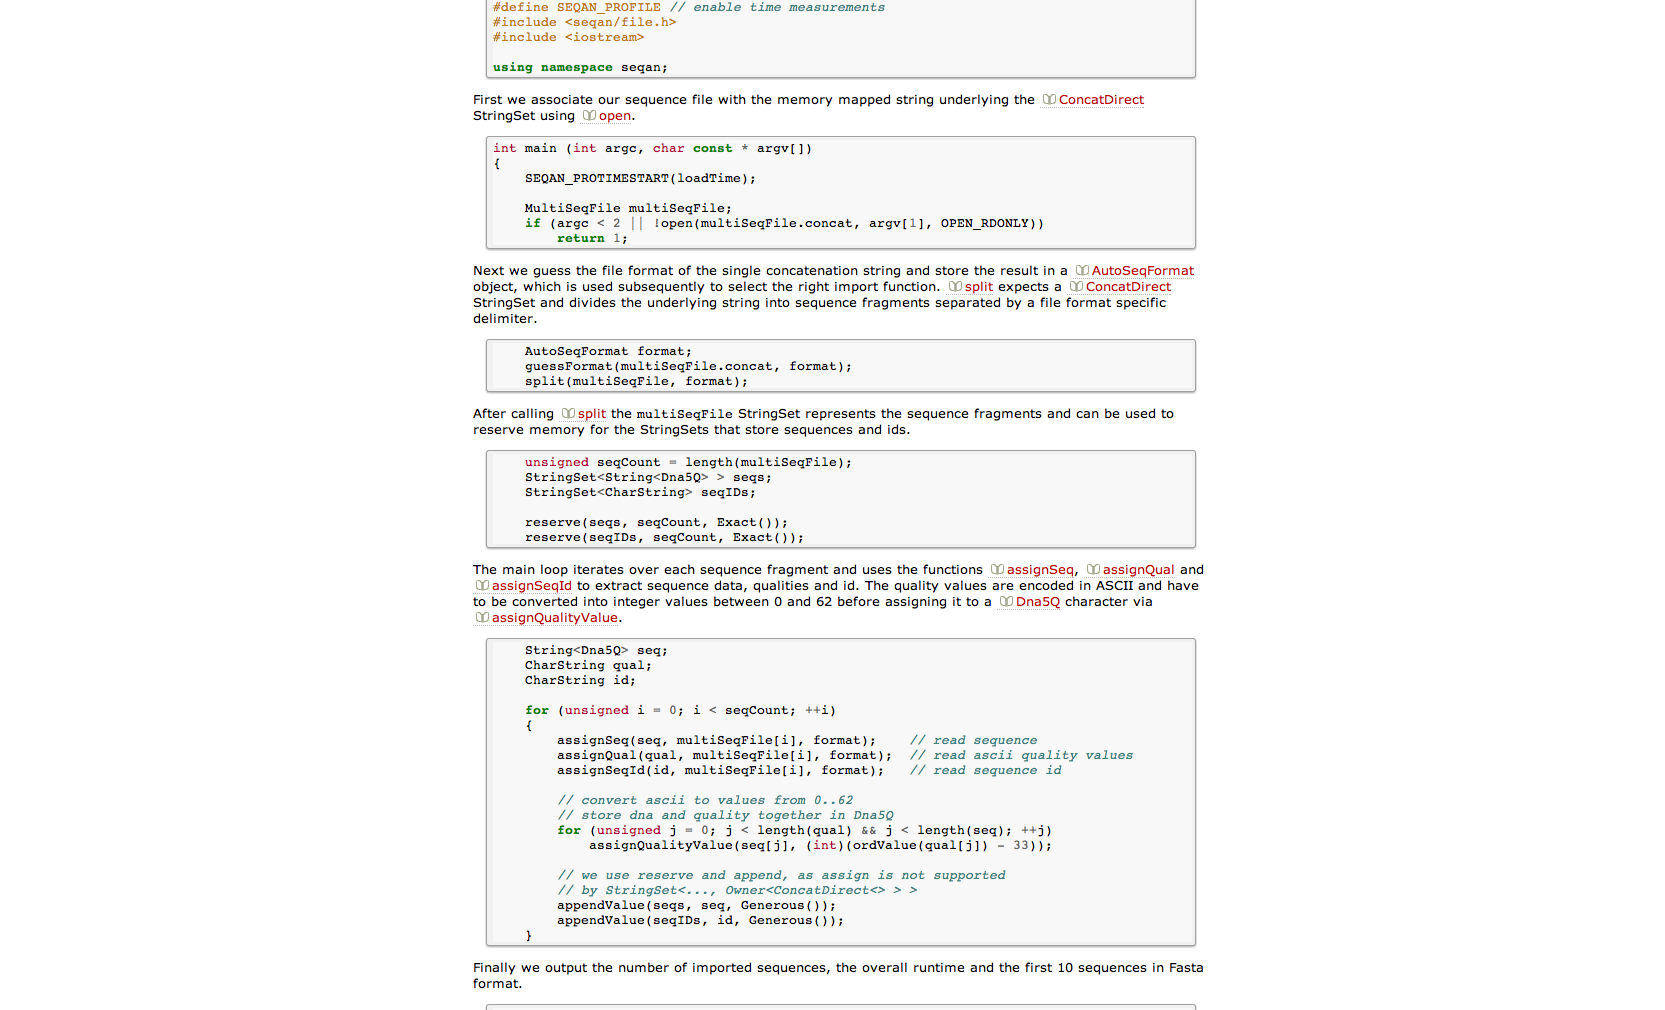 #define SEQAN_PROFILE // enable time measurements
#include <seqan/file.h>
#include <iostream>
using namespace seqan;
First we associate our sequence file with the memory mapped string underlying the ConcatDirect
StringSet using open.
int main (int argc, char const * argv[])
{
    SEQAN_PROTIMESTART(loadTime);
    MultiSeqFile multiSeqFile;
    if (argc < 2 || !open(multiSeqFile.concat, argv[1], OPEN_RDONLY))
        return 1;
Next we guess the file format of the single concatenation string and store the result in a AutoSeqFormat
object, which is used subsequently to select the right import function. split expects a ConcatDirect
StringSet and divides the underlying string into sequence fragments separated by a file format specific
delimiter.
    AutoSeqFormat format;
    guessFormat(multiSeqFile.concat, format);
    split(multiSeqFile, format);
After calling split the multiSeqFile StringSet represents the sequence fragments and can be used to
reserve memory for the StringSets that store sequences and ids.
    unsigned seqCount = length(multiSeqFile);
    StringSet<String<Dna5Q> > seqs;
    StringSet<CharString> seqIDs;
    reserve(seqs, seqCount, Exact());
    reserve(seqIDs, seqCount, Exact());
The main loop iterates over each sequence fragment and uses the functions assignSeq, assignQual and
assignSeqId to extract sequence data, qualities and id. The quality values are encoded in ASCII and have
to be converted into integer values between 0 and 62 before assigning it to a Dna5Q character via
assignQualityValue.
    String<Dna5Q> seq;
    CharString qual;
    CharString id;
    for (unsigned i = 0; i < seqCount; ++i)
    {
        assignSeq(seq, multiSeqFile[i], format);    // read sequence
        assignQual(qual, multiSeqFile[i], format);  // read ascii quality values
        assignSeqId(id, multiSeqFile[i], format);   // read sequence id
        // convert ascii to values from 0..62
        // store dna and quality together in Dna5Q
        for (unsigned j = 0; j < length(qual) && j < length(seq); ++j)
            assignQualityValue(seq[j], (int)(ordValue(qual[j]) - 33));
        // we use reserve and append, as assign is not supported
        // by StringSet<..., Owner<ConcatDirect<> > >
        appendValue(seqs, seq, Generous());
        appendValue(seqIDs, id, Generous());
    }
Finally we output the number of imported sequences, the overall runtime and the first 10 sequences in Fasta
format.